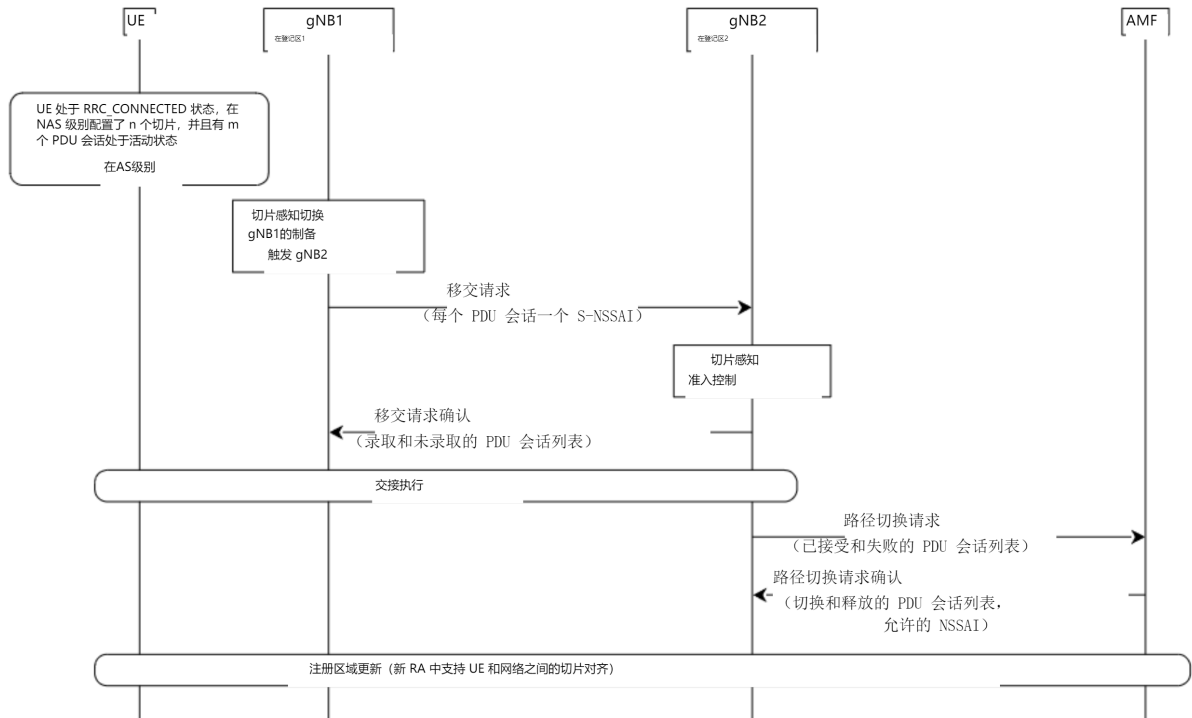 UE
gNB1
在登记区1
gNB2
在登记区2
AMF
UE 处于 RRC_CONNECTED 状态，在
NAS 级别配置了 n 个切片，并且有 m
个 PDU 会话处于活动状态
在AS级别
切片感知切换
gNB1的制备
触发 gNB2
移交请求
（每个 PDU 会话一个 S-NSSAI）
切片感知
准入控制
移交请求确认
（录取和未录取的 PDU 会话列表）
交接执行
路径切换请求
（已接受和失败的 PDU 会话列表）
路径切换请求确认
（切换和释放的 PDU 会话列表，
允许的 NSSAI）
注册区域更新（新 RA 中支持 UE 和网络之间的切片对齐）